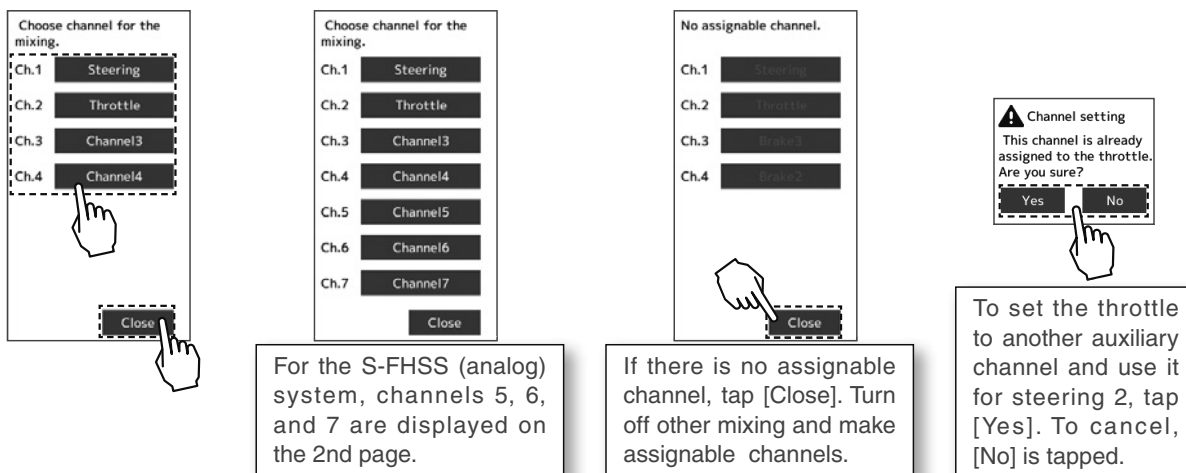 Choose channel for the
mixing.
Ch.1 Steering
Ch.2 Throttle
Ch.3 Channel3
Ch.4 Channel4
Close
Choose channel for the
mixing.
Ch.1 Steering
Ch.2 Throttle
Ch.3 Channel3
Ch.4 Channel4
Ch.5 Channel5
Ch.6 Channel6
Ch.7 Channel7
Close
For the S-FHSS (analog)
system, channels 5, 6,
and 7 are displayed on
the 2nd page.
No assignable channel.
Ch.1 Steering
Ch.2 Throttle
Ch.3 Brake3
Ch.4 Brake2
Close
If there is no assignable
channel, tap [Close]. Turn
off other mixing and make
assignable channels.
Channel setting
This channel is already
assigned to the throttle.
Are you sure?
Yes No
To set the throttle
to another auxiliary
channel and use it
for steering 2, tap
[Yes]. To cancel,
[No] is tapped.